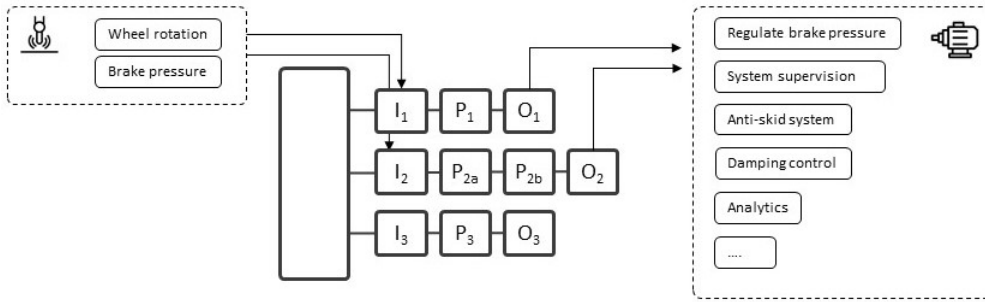 Wheel rotation
Brake pressure
I₁ P₁ O₁
I₂ P₂ₐ P₂b O₂
I₃ P₃ O₃
Regulate brake pressure
System supervision
Anti-skid system
Damping control
Analytics
....